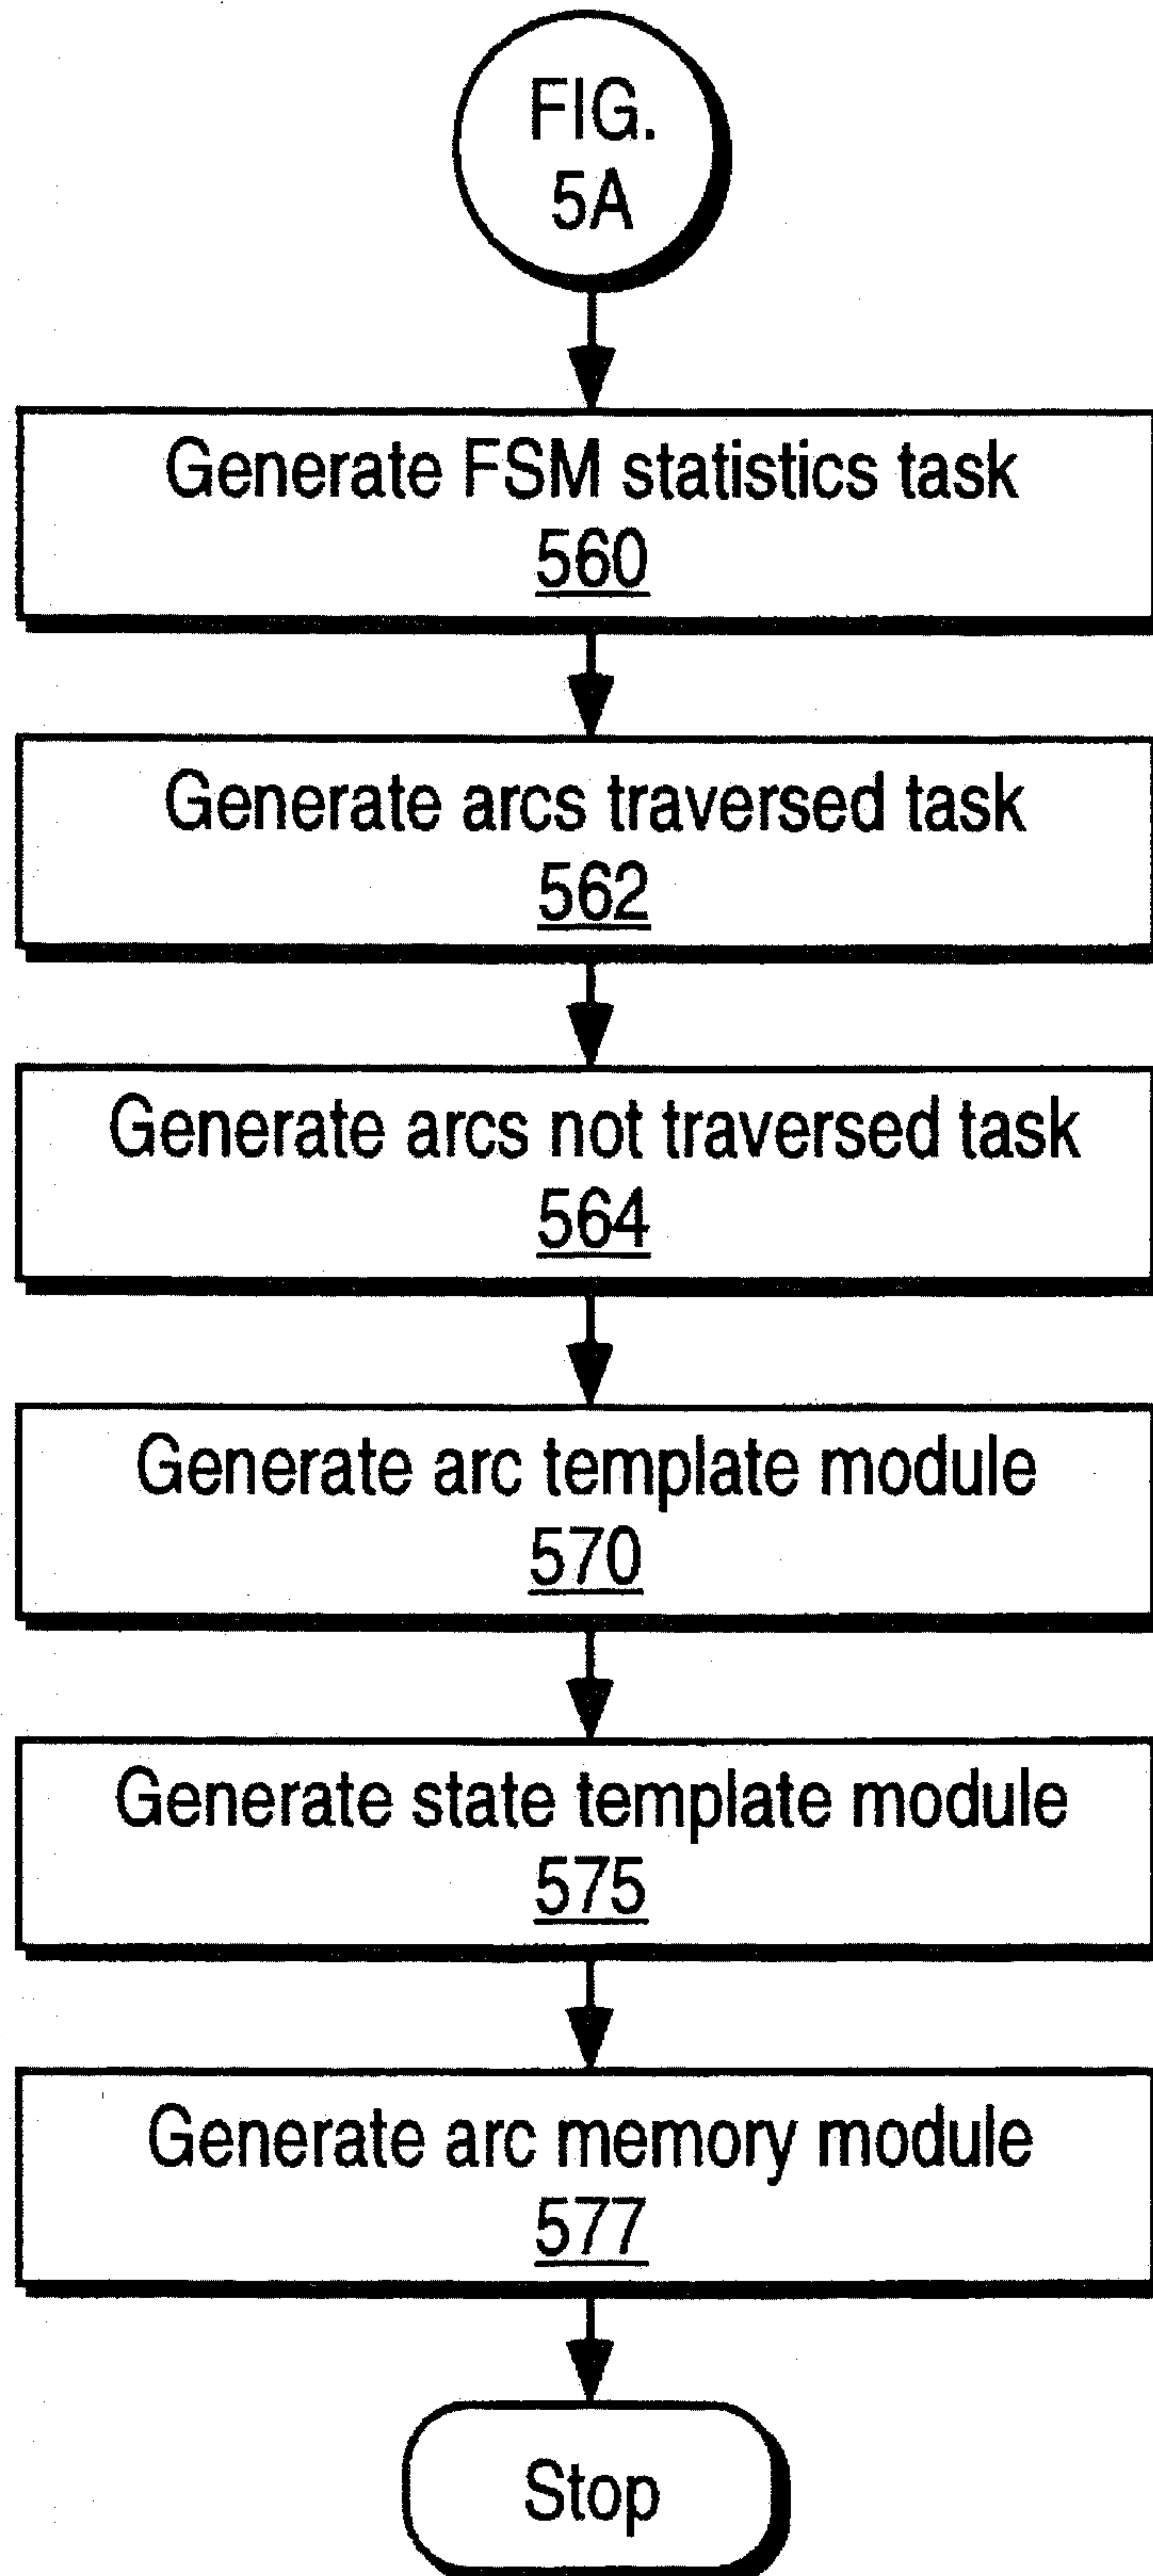 FIG.
5A
Generate FSM statistics task
560
Generate arcs traversed task
562
Generate arcs not traversed task
564
Generate arc template module
570
Generate state template module
575
Generate arc memory module
577
Stop